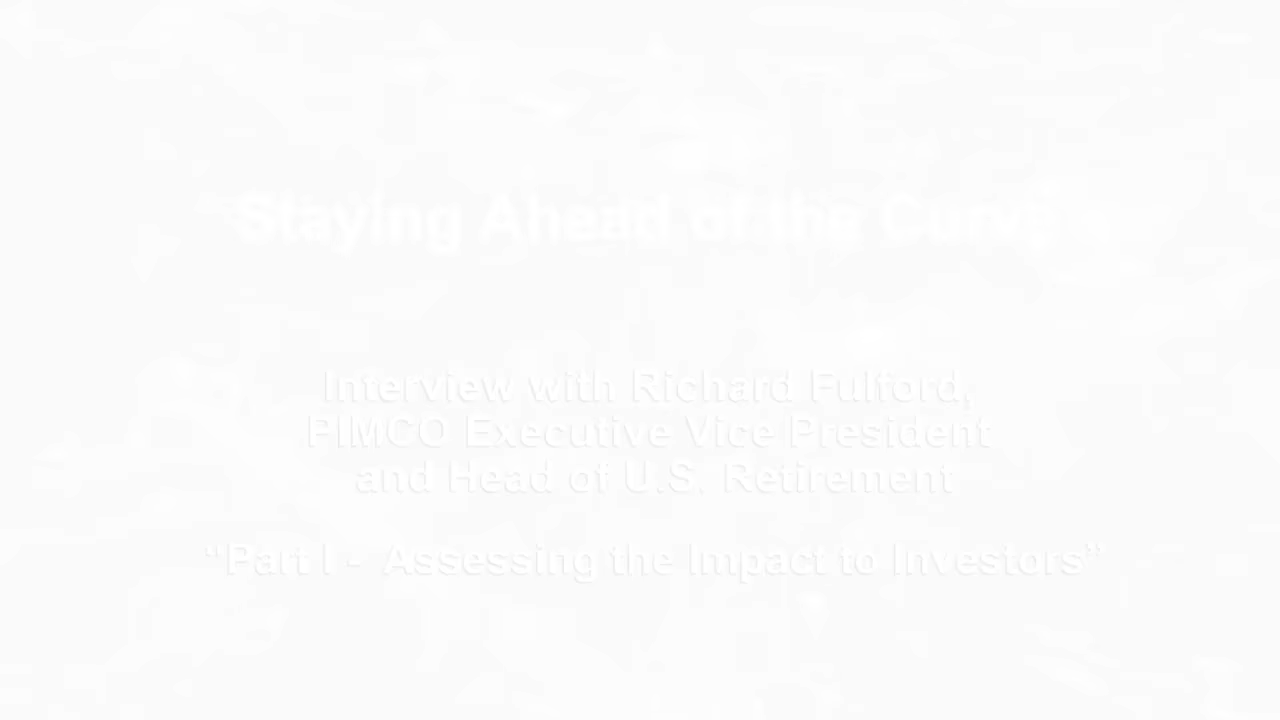 Staying Ahead of the Curve
Interview with Richard Fulford,
PIMCO Executive Vice President
and Head of U.S. Retirement
“Part I - Assessing the Impact to Investors”